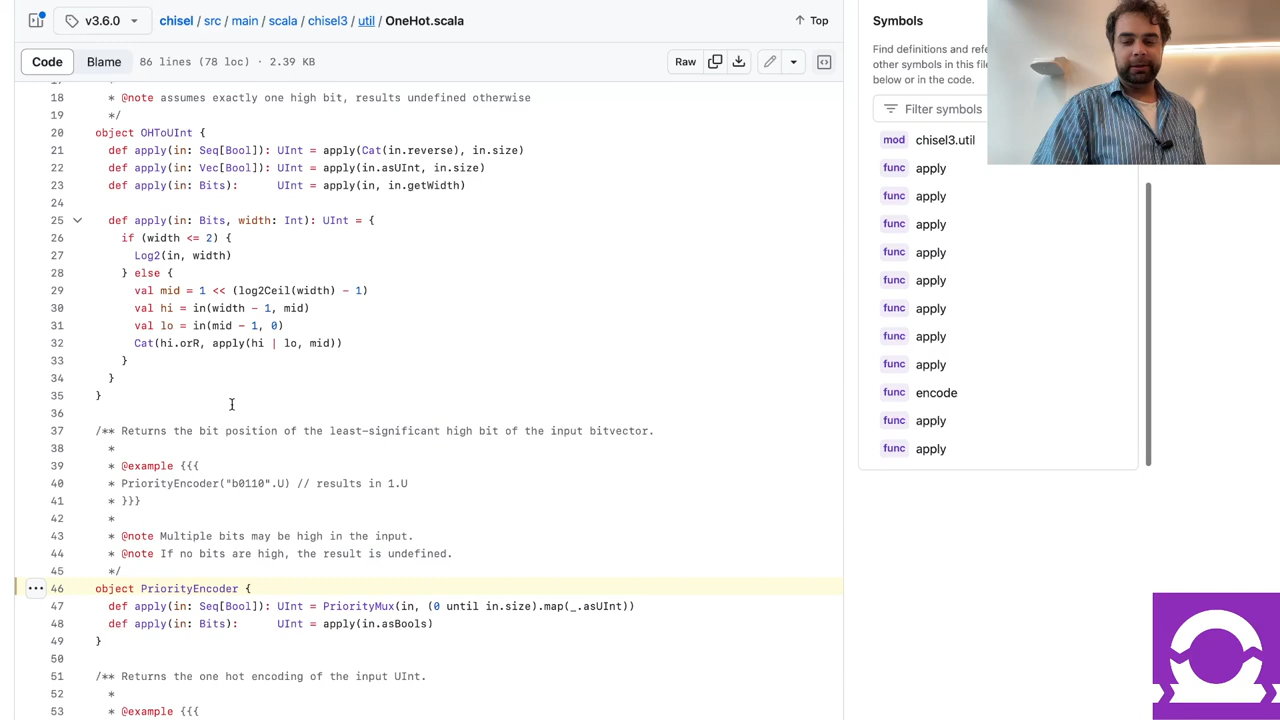 v3.6.0
chisel / src / main / scala / chisel3 / util / OneHot.scala
Top
Code
Blame
86 lines (78 loc) · 2.39 KB
Raw
18 * @note assumes exactly one high bit, results undefined otherwise
19 */
20 object OHToUInt {
21 def apply(in: Seq[Bool]): UInt = apply(Cat(in.reverse), in.size)
22 def apply(in: Vec[Bool]): UInt = apply(in.asUInt, in.size)
23 def apply(in: Bits): UInt = apply(in, in.getWidth)
24
25 def apply(in: Bits, width: Int): UInt = {
26 if (width <= 2) {
27 Log2(in, width)
28 } else {
29 val mid = 1 << (log2Ceil(width) - 1)
30 val hi = in(width - 1, mid)
31 val lo = in(mid - 1, 0)
32 Cat(hi.orR, apply(hi | lo, mid))
33 }
34 }
35 }
36
37 /** Returns the bit position of the least-significant high bit of the input bitvector.
38 *
39 * @example {{{
40 * PriorityEncoder("b0110".U) // results in 1.U
41 * }}}
42 *
43 * @note Multiple bits may be high in the input.
44 * @note If no bits are high, the result is undefined.
45 */
46 object PriorityEncoder {
47 def apply(in: Seq[Bool]): UInt = PriorityMux(in, (0 until in.size).map(_.asUInt))
48 def apply(in: Bits): UInt = apply(in.asBools)
49 }
50
51 /** Returns the one hot encoding of the input UInt.
52 *
53 * @example {{{
Symbols
Find definitions and
other symbols in this
below or in the code.
Filter symbols
mod chisel3.util
func apply
func apply
func apply
func apply
func apply
func apply
func apply
func apply
func encode
func apply
func apply